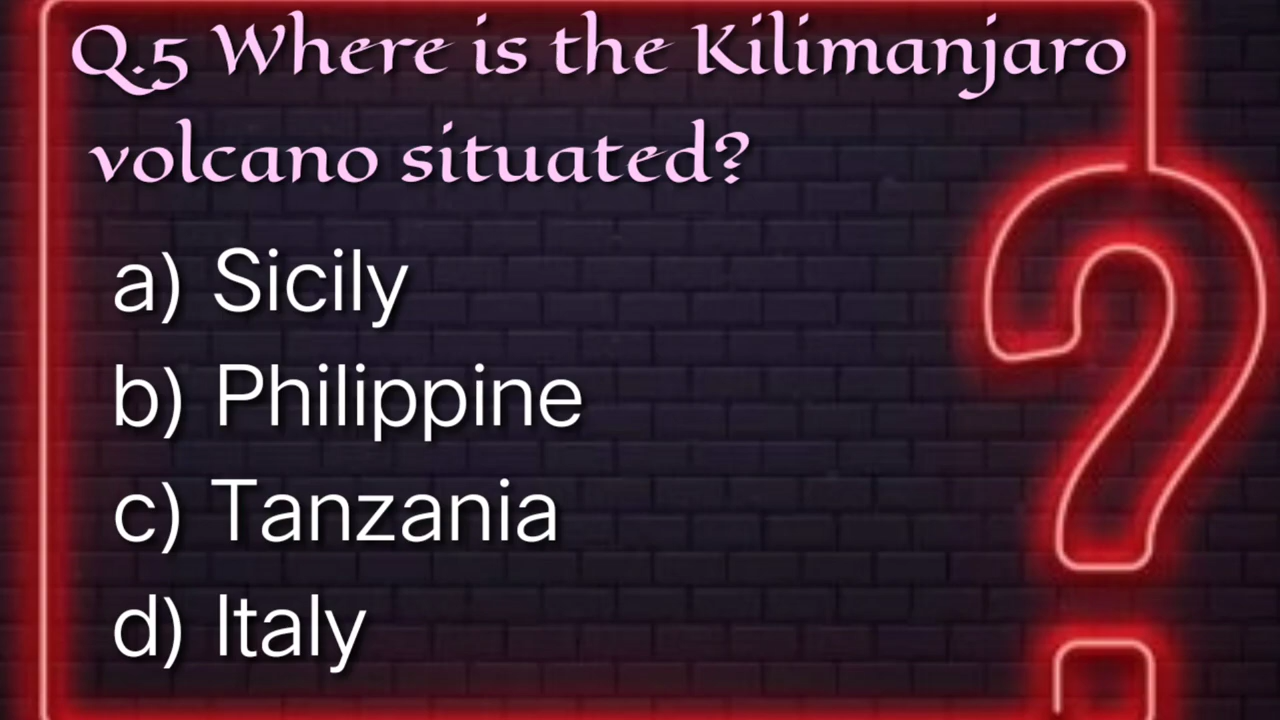 Q.5 Where is the Kilimanjaro
volcano situated?
a) Sicily
b) Philippine
c) Tanzania
d) Italy